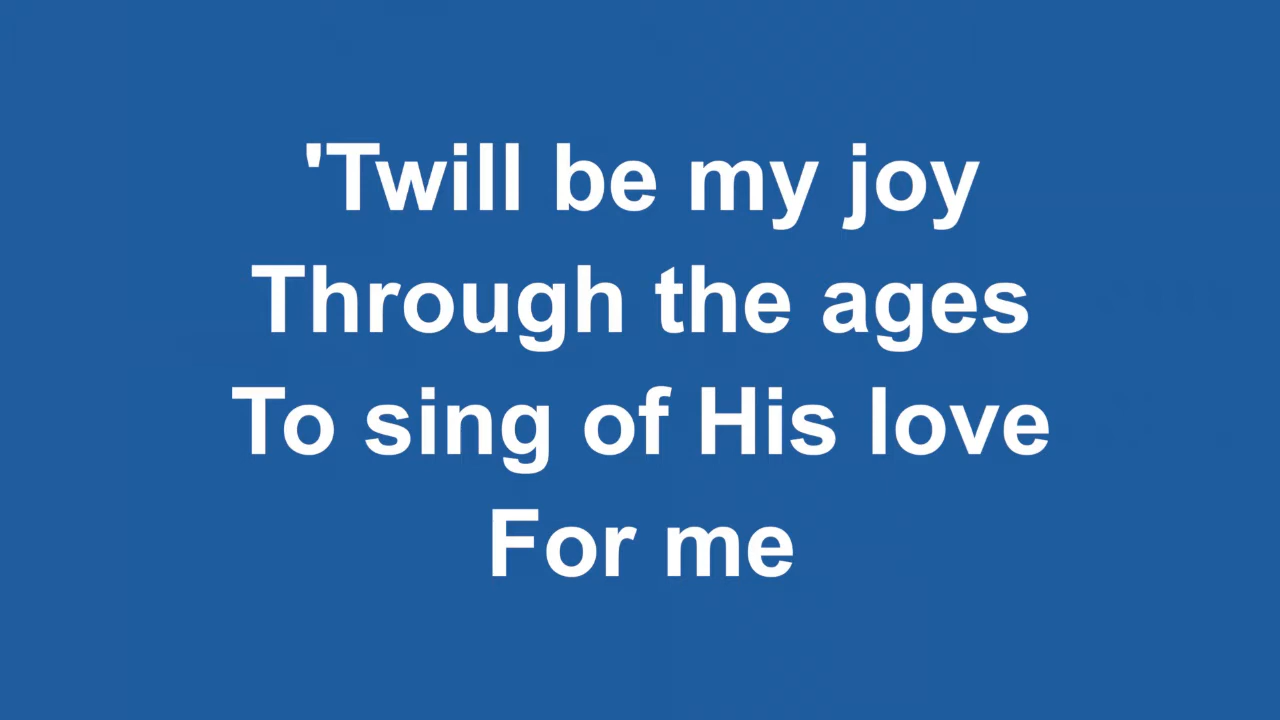 'Twill be my joy
Through the ages
To sing of His love
For me